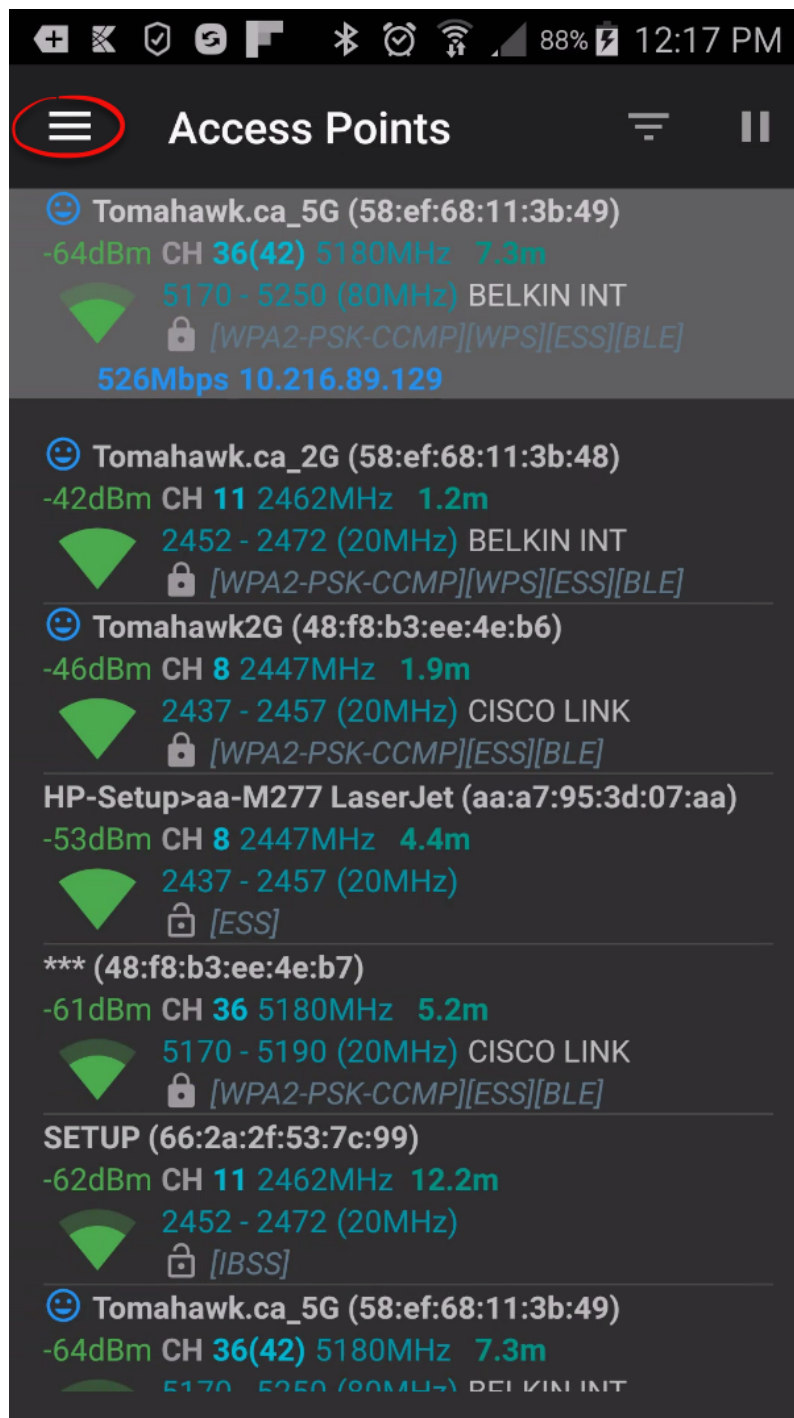 88% 12:17 PM
Access Points
Tomahawk.ca_5G (58:ef:68:11:3b:49)
-64dBm CH 36(42) 5180MHz 7.3m
5170 - 5250 (80MHz) BELKIN INT
[WPA2-PSK-CCMP][WPS][ESS][BLE]
526Mbps 10.216.89.129
Tomahawk.ca_2G (58:ef:68:11:3b:48)
-42dBm CH 11 2462MHz 1.2m
2452 - 2472 (20MHz) BELKIN INT
[WPA2-PSK-CCMP][WPS][ESS][BLE]
Tomahawk2G (48:f8:b3:ee:4e:b6)
-46dBm CH 8 2447MHz 1.9m
2437 - 2457 (20MHz) CISCO LINK
[WPA2-PSK-CCMP][ESS][BLE]
HP-Setup>aa-M277 LaserJet (aa:a7:95:3d:07:aa)
-53dBm CH 8 2447MHz 4.4m
2437 - 2457 (20MHz)
[ESS]
*** (48:f8:b3:ee:4e:b7)
-61dBm CH 36 5180MHz 5.2m
5170 - 5190 (20MHz) CISCO LINK
[WPA2-PSK-CCMP][ESS][BLE]
SETUP (66:2a:2f:53:7c:99)
-62dBm CH 11 2462MHz 12.2m
2452 - 2472 (20MHz)
[IBSS]
Tomahawk.ca_5G (58:ef:68:11:3b:49)
-64dBm CH 36(42) 5180MHz 7.3m
5170 - 5250 (80MHz) BELKIN INT